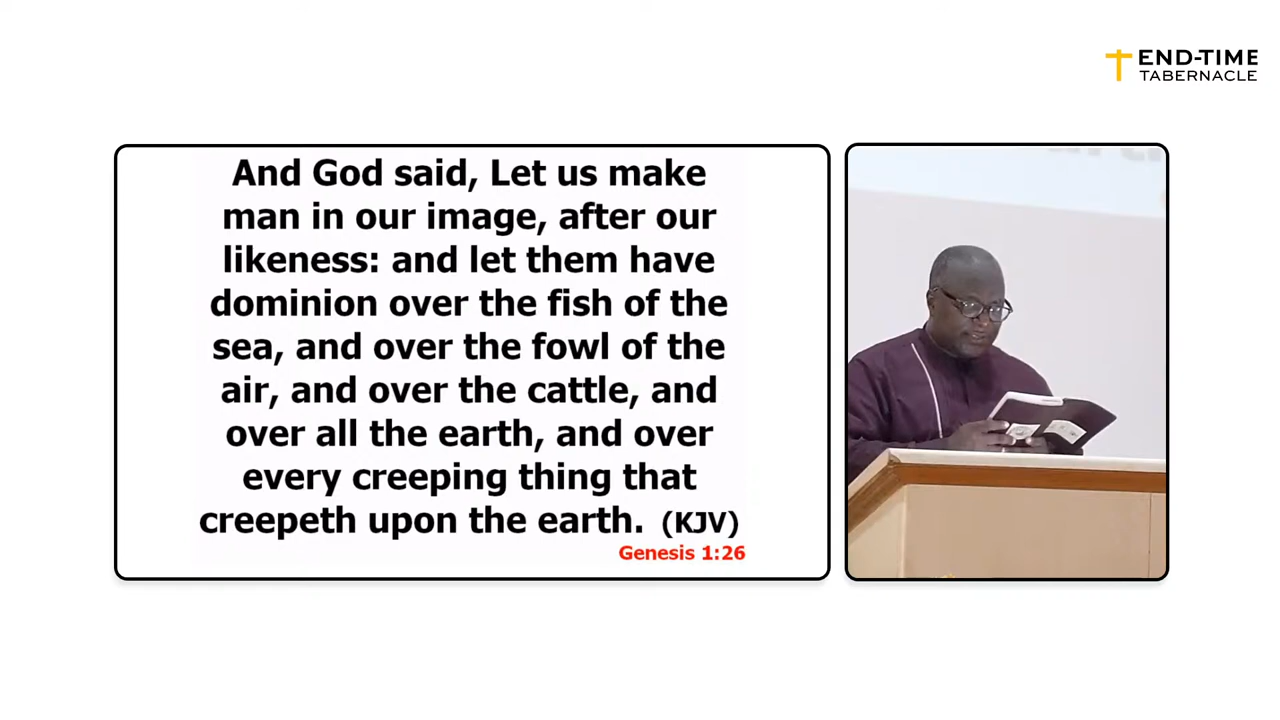 END-TIME
TABERNACLE
And God said, Let us make
man in our image, after our
likeness: and let them have
dominion over the fish of the
sea, and over the fowl of the
air, and over the cattle, and
over all the earth, and over
every creeping thing that
creepeth upon the earth. (KJV)
Genesis 1:26